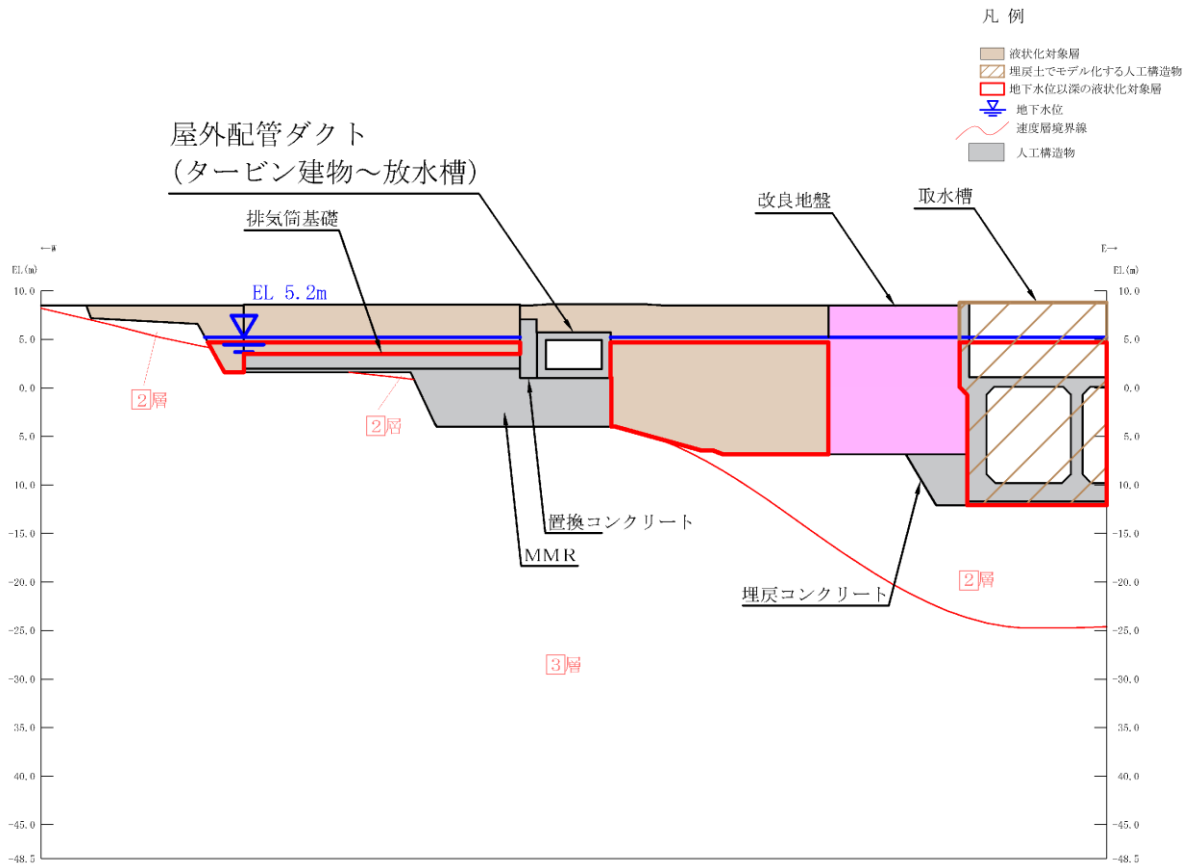 凡 例
液状化対象層
埋戻土でモデル化する人工構造物
地下水位以深の液状化対象層
地下水位
速度層境界線
人工構造物
屋外配管ダクト
(タービン建物～放水槽)
排気筒基礎
改良地盤
取水槽
←W
E→
EL(m)
EL(m)
EL 5.2m
10.0
5.0
0.0
5.0
10.0
-15.0
-20.0
-25.0
-30.0
-35.0
-40.0
-45.0
-48.5
10.0
5.0
0.0
-5.0
-10.0
-15.0
-20.0
-25.0
-30.0
-35.0
-40.0
-45.0
-48.5
2層
2層
置換コンクリート
MMR
埋戻コンクリート
2層
3層